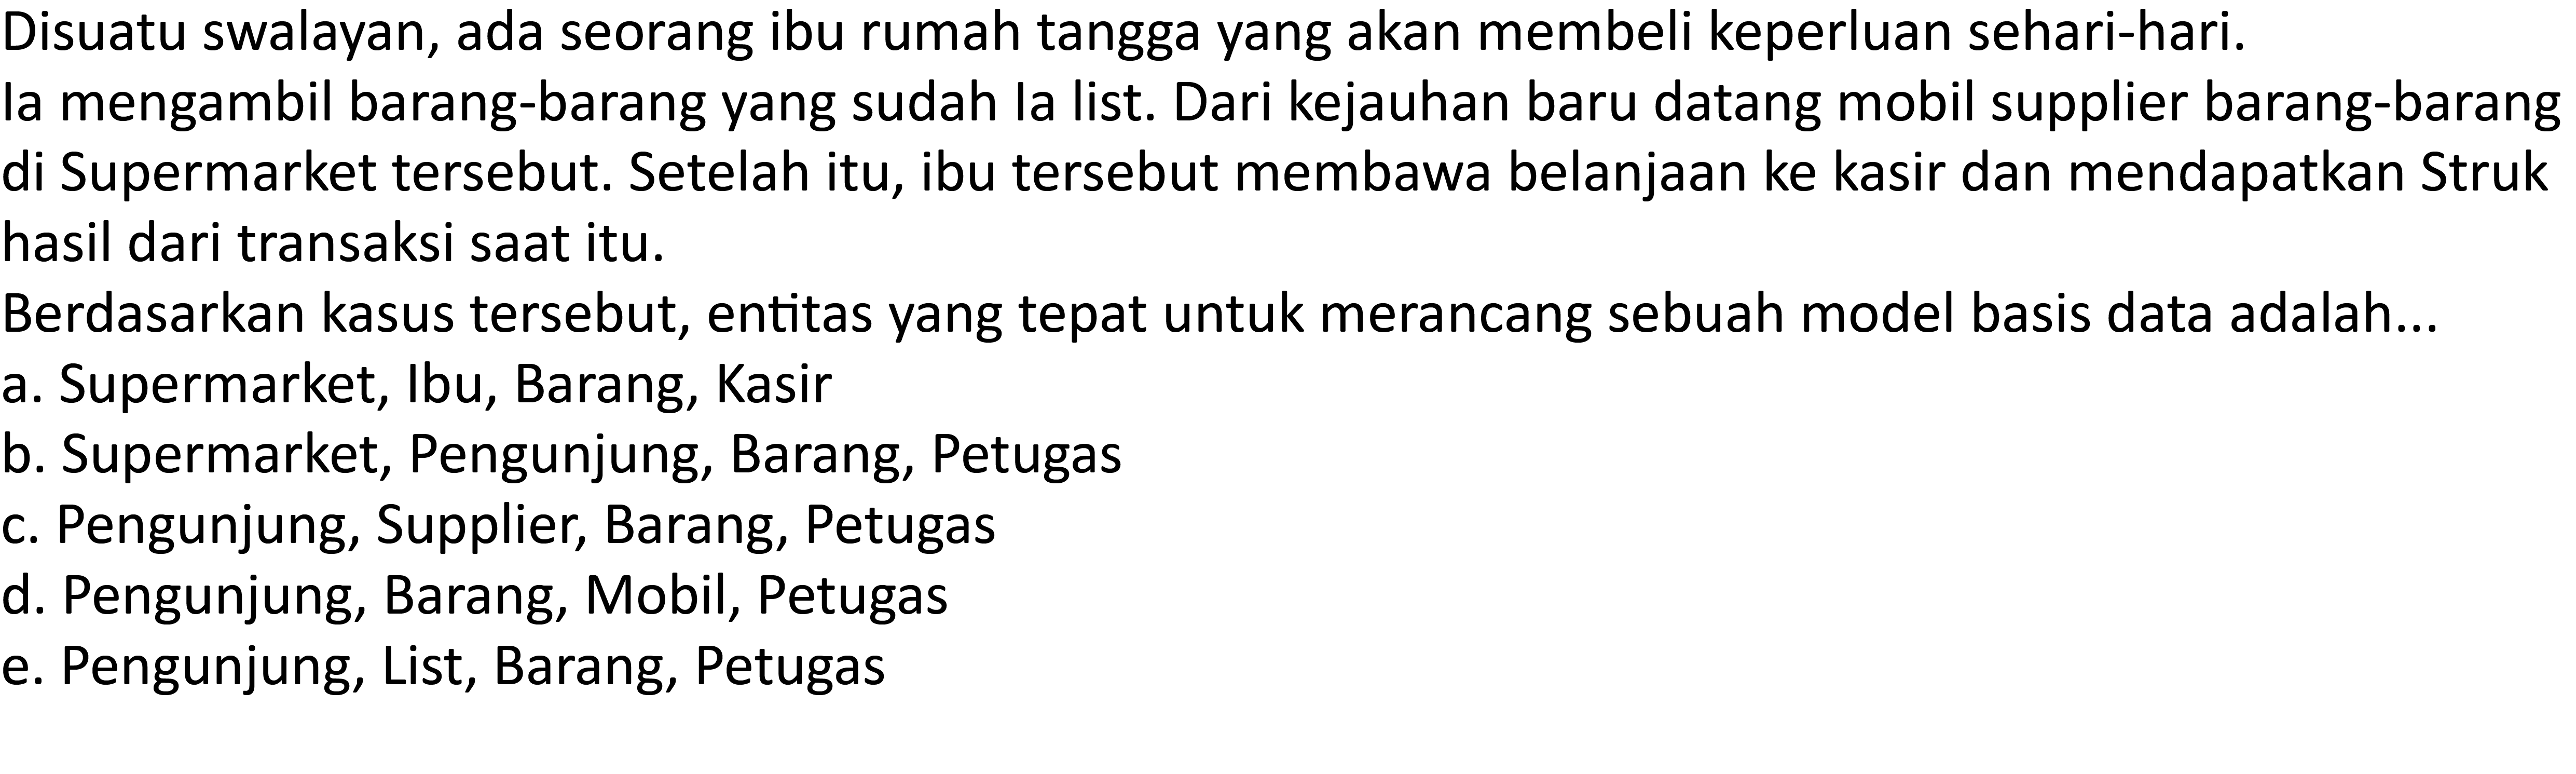 Disuatu swalayan, ada seorang ibu rumah tangga yang akan membeli keperluan sehari-hari.
Ia mengambil barang-barang yang sudah Ia list. Dari kejauhan baru datang mobil supplier barang-barang
di Supermarket tersebut. Setelah itu, ibu tersebut membawa belanjaan ke kasir dan mendapatkan Struk
hasil dari transaksi saat itu.
Berdasarkan kasus tersebut, entitas yang tepat untuk merancang sebuah model basis data adalah...
a. Supermarket, Ibu, Barang, Kasir
b. Supermarket, Pengunjung, Barang, Petugas
c. Pengunjung, Supplier, Barang, Petugas
d. Pengunjung, Barang, Mobil, Petugas
e. Pengunjung, List, Barang, Petugas